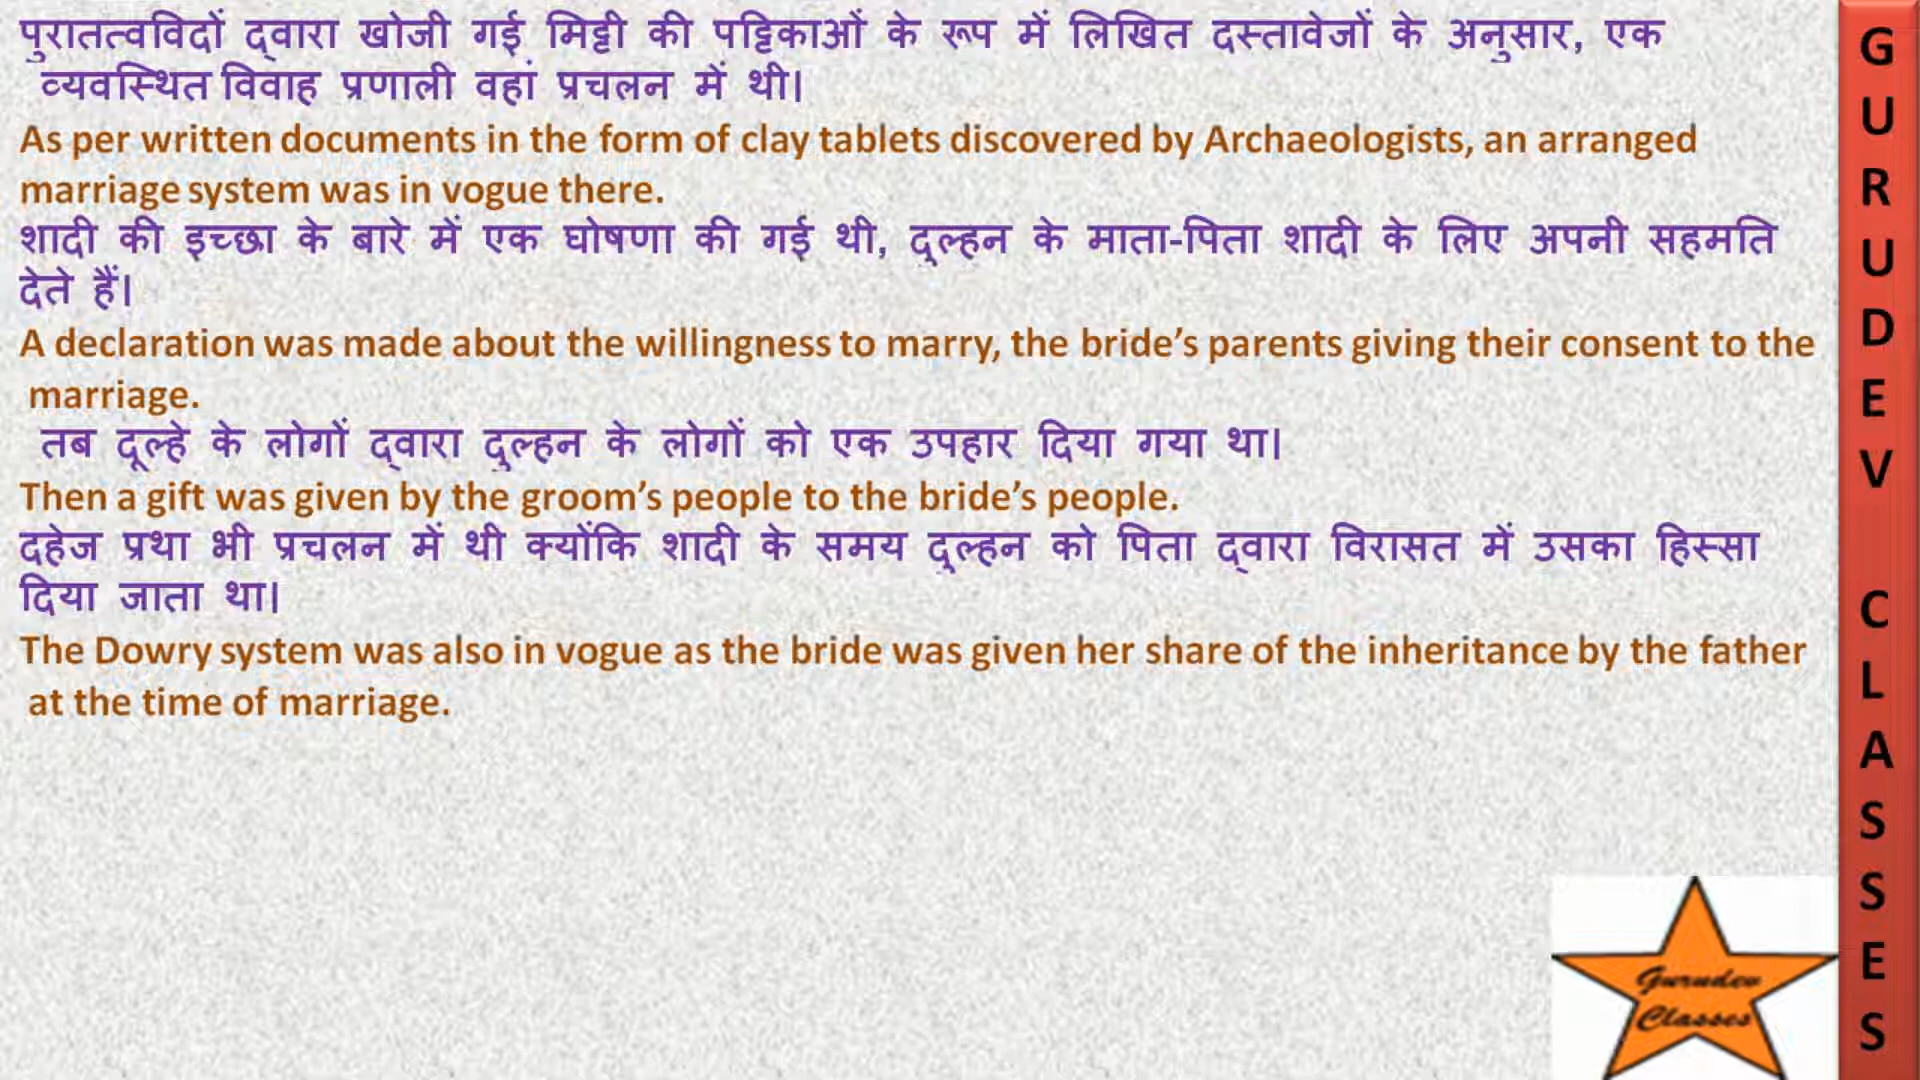 पुरातत्वविदों द्वारा खोजी गई मिट्टी की पट्टिकाओं के रूप में लिखित दस्तावेजों के अनुसार, एक
व्यवस्थित विवाह प्रणाली वहां प्रचलन में थी।
As per written documents in the form of clay tablets discovered by Archaeologists, an arranged
marriage system was in vogue there.
शादी की इच्छा के बारे में एक घोषणा की गई थी, दुल्हन के माता-पिता शादी के लिए अपनी सहमति
देते हैं।
A declaration was made about the willingness to marry, the bride’s parents giving their consent to the
marriage.
तब दूल्हे के लोगों द्वारा दुल्हन के लोगों को एक उपहार दिया गया था।
Then a gift was given by the groom’s people to the bride’s people.
दहेज प्रथा भी प्रचलन में थी क्योंकि शादी के समय दुल्हन को पिता द्वारा विरासत में उसका हिस्सा
दिया जाता था।
The Dowry system was also in vogue as the bride was given her share of the inheritance by the father
at the time of marriage.
GURUDEV CLASSES
Gurudev
Classes